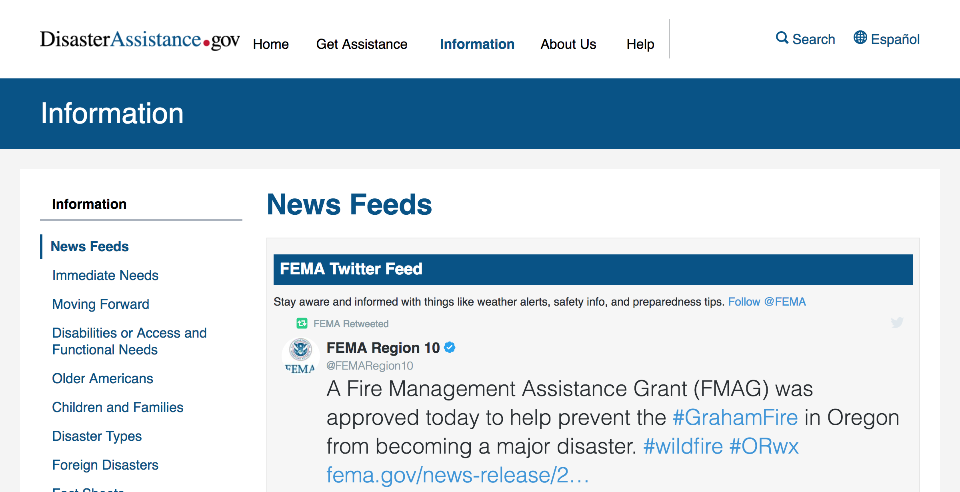 DisasterAssistance.gov
Home Get Assistance Information About Us Help
Search Español
Information
Information
News Feeds
Immediate Needs
Moving Forward
Disabilities or Access and
Functional Needs
Older Americans
Children and Families
Disaster Types
Foreign Disasters
Fact Sheets
News Feeds
FEMA Twitter Feed
Stay aware and informed with things like weather alerts, safety info, and preparedness tips. Follow @FEMA
FEMA Retweeted
FEMA
FEMA Region 10
@FEMARegion10
A Fire Management Assistance Grant (FMAG) was
approved today to help prevent the #GrahamFire in Oregon
from becoming a major disaster. #wildfire #ORwx
fema.gov/news-release/2…